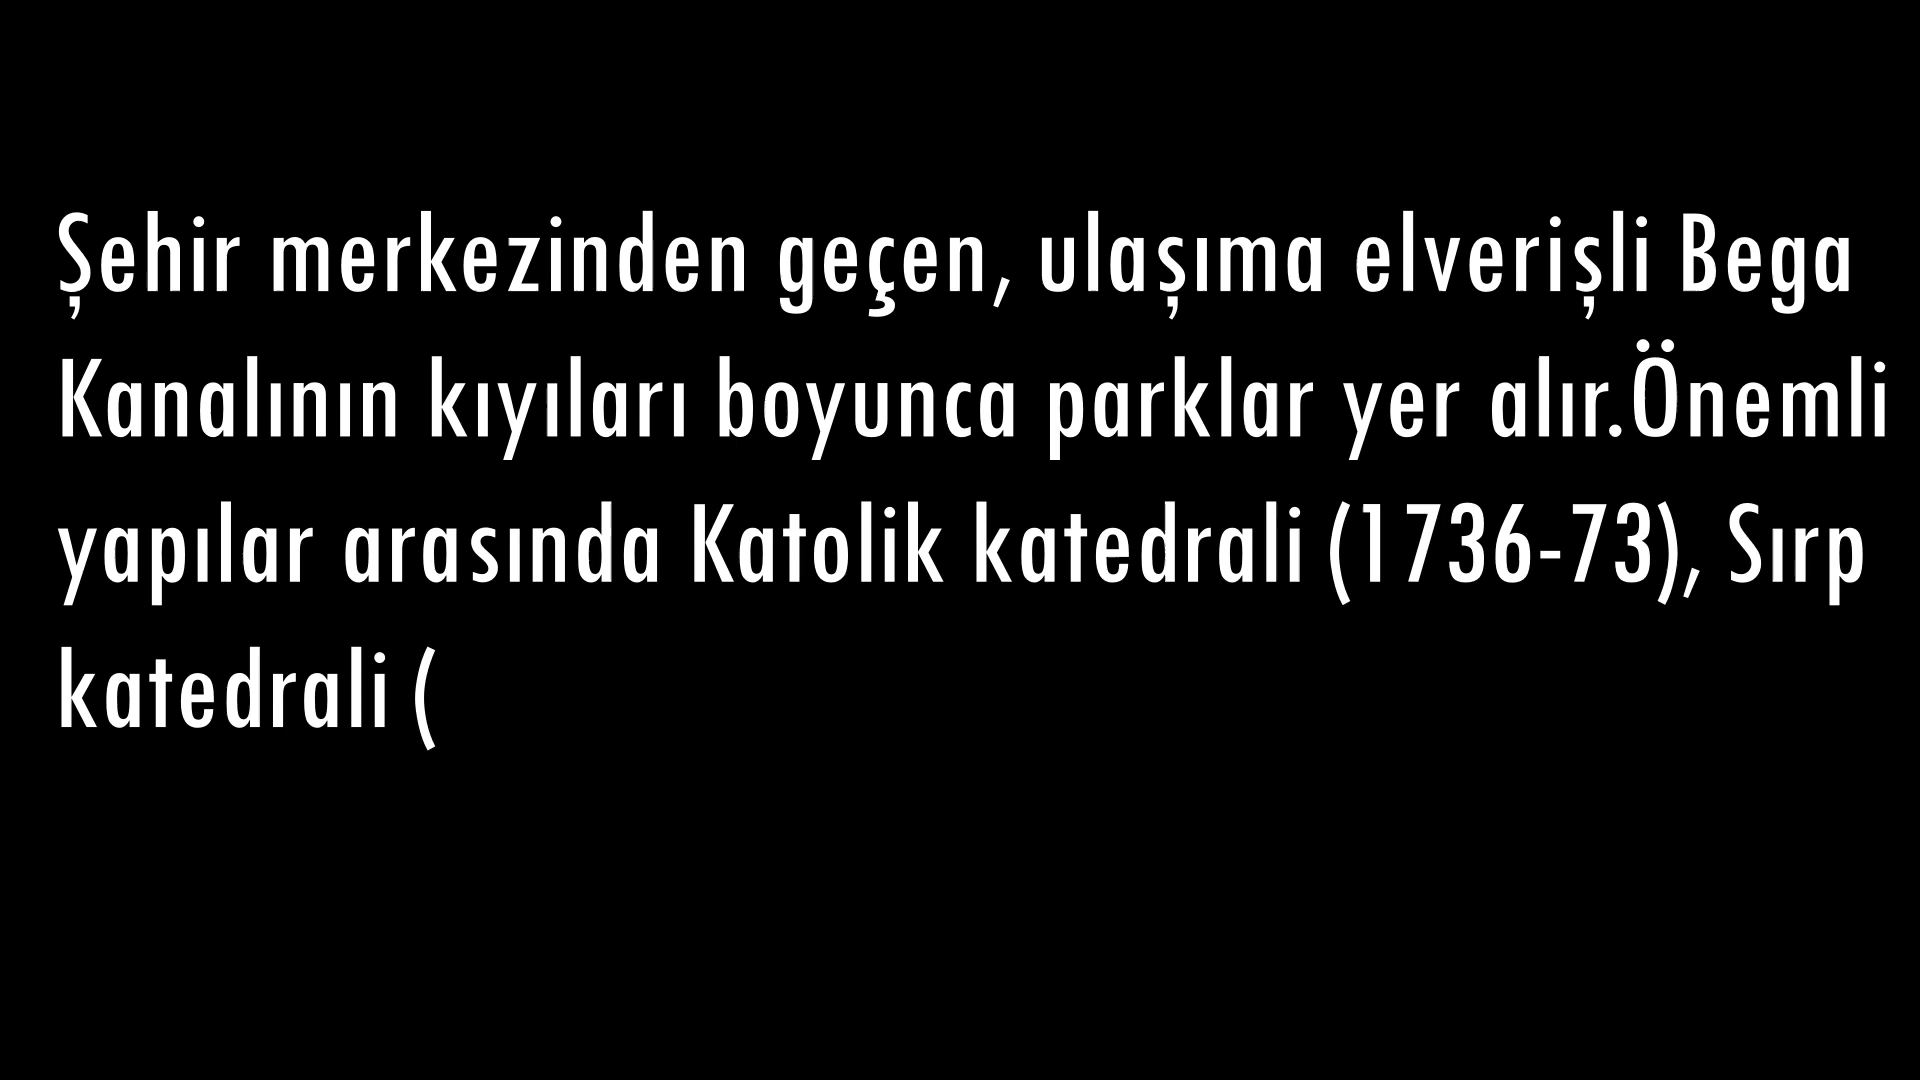 Şehir merkezinden geçen, ulaşıma elverişli Bega
Kanalının kıyıları boyunca parklar yer alır.Önemli
yapılar arasında Katolik katedrali (1736-73), Sırp
katedrali (